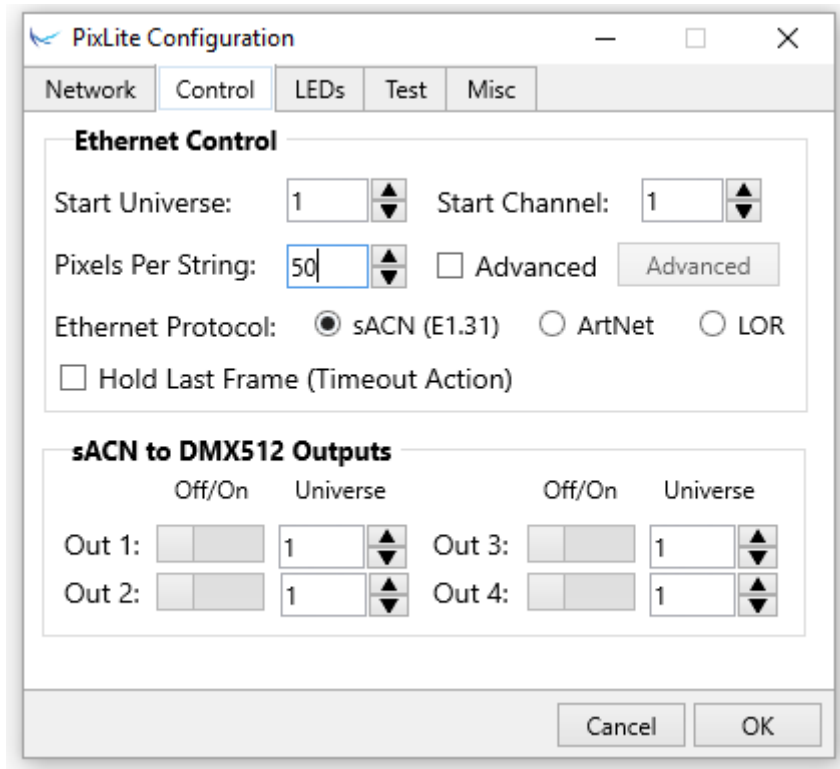 PixLite Configuration
Network Control LEDs Test Misc
Ethernet Control
Start Universe: 1 Start Channel: 1
Pixels Per String: 50 Advanced Advanced
Ethernet Protocol: sACN (E1.31) ArtNet LOR
Hold Last Frame (Timeout Action)
sACN to DMX512 Outputs
Off/On Universe Off/On Universe
Out 1: 1 Out 3: 1
Out 2: 1 Out 4: 1
Cancel OK